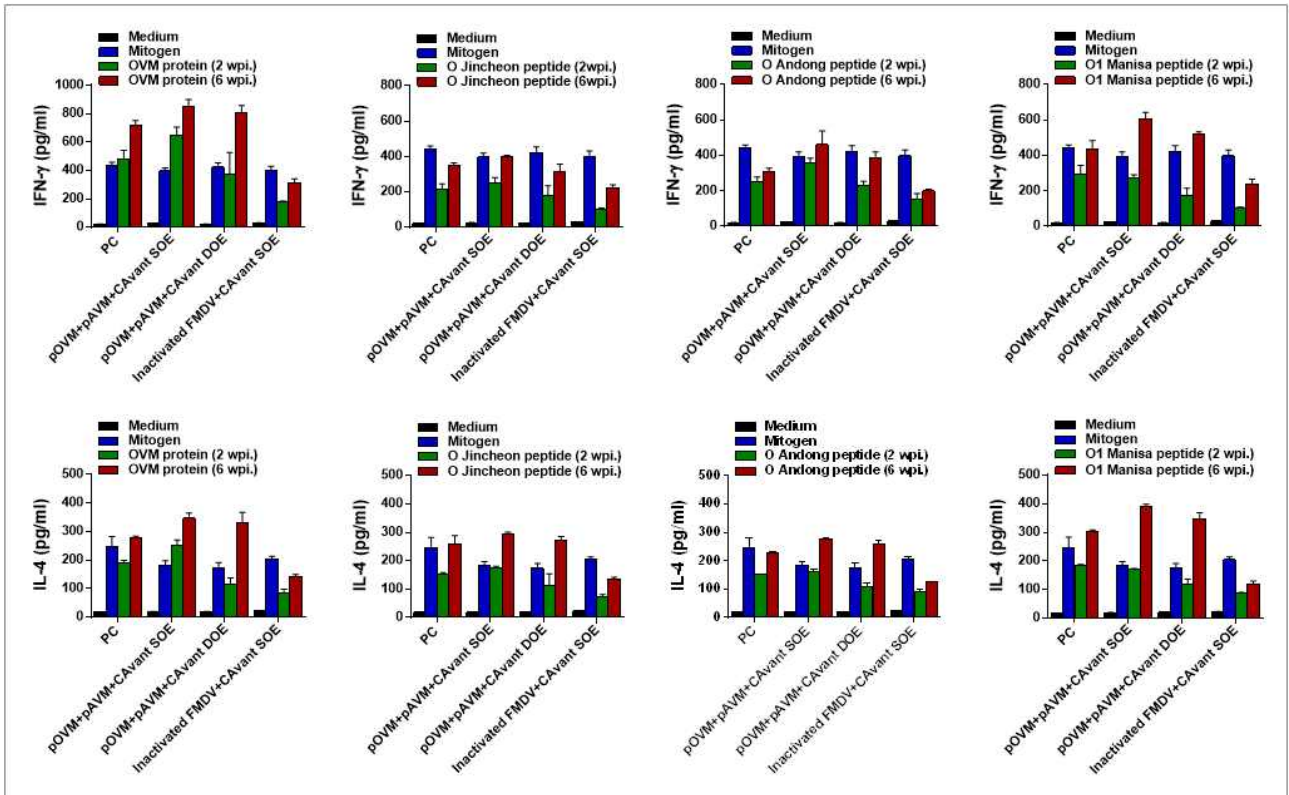 Medium
Mitogen
OVM protein (2 wpi.)
OVM protein (6 wpi.)
IFN-γ (pg/ml)
1000
800
600
400
200
0
PC
pOVM+pAVM+CAvant SOE
pOVM+pAVM+CAvant DOE
Inactivated FMDV+CAvant SOE
Medium
Mitogen
O Jincheon peptide (2wpi.)
O Jincheon peptide (6wpi.)
IFN-γ (pg/ml)
800
600
400
200
0
PC
pOVM+pAVM+CAvant SOE
pOVM+pAVM+CAvant DOE
Inactivated FMDV+CAvant SOE
Medium
Mitogen
O Andong peptide (2 wpi.)
O Andong peptide (6 wpi.)
IFN-γ (pg/ml)
800
600
400
200
0
PC
pOVM+pAVM+CAvant SOE
pOVM+pAVM+CAvant DOE
Inactivated FMDV+CAvant SOE
Medium
Mitogen
O1 Manisa peptide (2 wpi.)
O1 Manisa peptide (6 wpi.)
IFN-γ (pg/ml)
800
600
400
200
0
PC
pOVM+pAVM+CAvant SOE
pOVM+pAVM+CAvant DOE
Inactivated FMDV+CAvant SOE
Medium
Mitogen
OVM protein (2 wpi.)
OVM protein (6 wpi.)
IL-4 (pg/ml)
500
400
300
200
100
0
PC
pOVM+pAVM+CAvant SOE
pOVM+pAVM+CAvant DOE
Inactivated FMDV+CAvant SOE
Medium
Mitogen
O Jincheon peptide (2 wpi.)
O Jincheon peptide (6 wpi.)
IL-4 (pg/ml)
500
400
300
200
100
0
PC
pOVM+pAVM+CAvant SOE
pOVM+pAVM+CAvant DOE
Inactivated FMDV+CAvant SOE
Medium
Mitogen
O Andong peptide (2 wpi.)
O Andong peptide (6 wpi.)
IL-4 (pg/ml)
500
400
300
200
100
0
PC
pOVM+pAVM+CAvant SOE
pOVM+pAVM+CAvant DOE
Inactivated FMDV+CAvant SOE
Medium
Mitogen
O1 Manisa peptide (2 wpi.)
O1 Manisa peptide (6 wpi.)
IL-4 (pg/ml)
500
400
300
200
100
0
PC
pOVM+pAVM+CAvant SOE
pOVM+pAVM+CAvant DOE
Inactivated FMDV+CAvant SOE